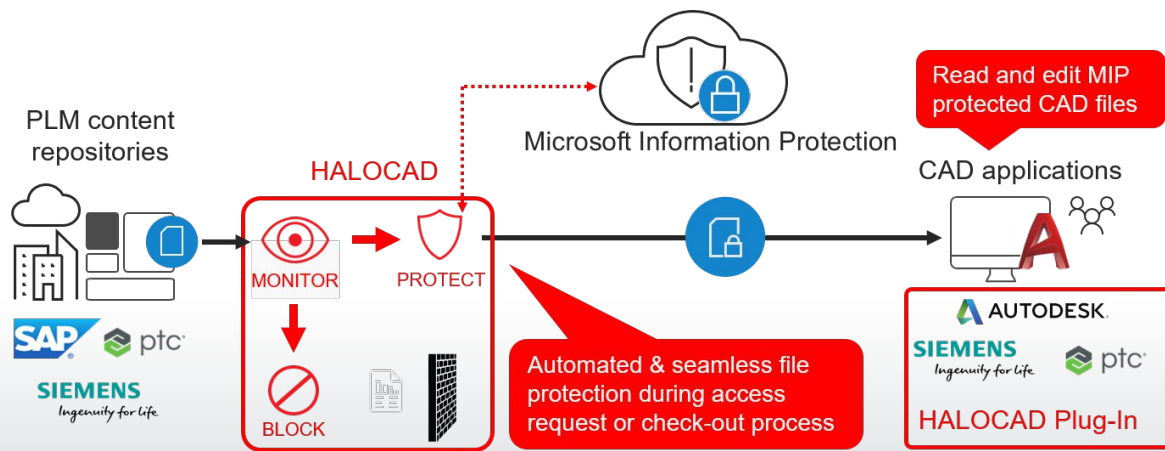 PLM content
repositories
SAP
®
ptc
SIEMENS
Ingenuity for life
HALOCAD
MONITOR
PROTECT
BLOCK
Microsoft Information Protection
Automated & seamless file
protection during access
request or check-out process
Read and edit MIP
protected CAD files
CAD applications
A
AUTODESK.
SIEMENS
Ingenuity for life
ptc
HALOCAD Plug-In